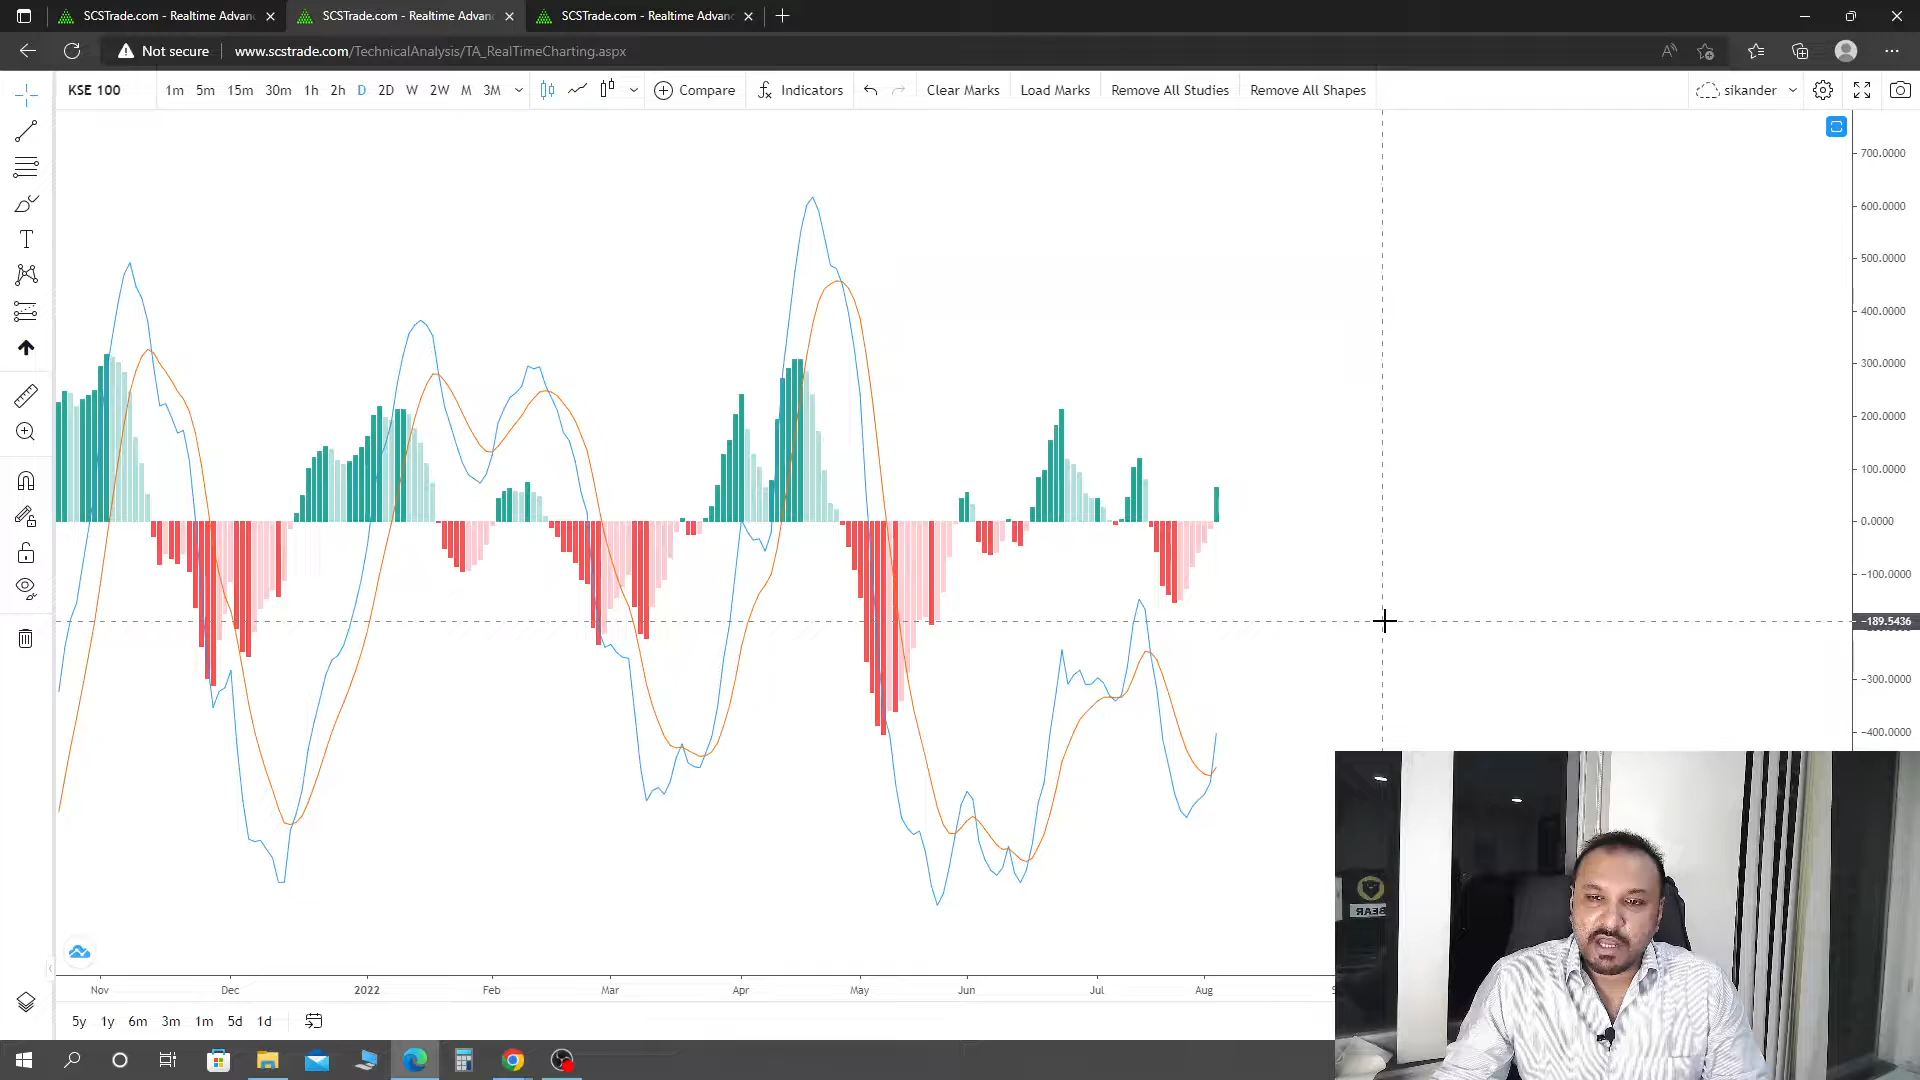 SCSTrade.com - Realtime Advanc
SCSTrade.com - Realtime Advanc
SCSTrade.com - Realtime Advanc
Not secure
www.scstrade.com/TechnicalAnalysis/TA_RealTimeCharting.aspx
KSE 100
1m 5m 15m 30m 1h 2h D 2D W 2W M 3M
Compare
Indicators
Clear Marks
Load Marks
Remove All Studies
Remove All Shapes
sikander
700.0000
600.0000
500.0000
400.0000
300.0000
200.0000
100.0000
0.0000
−100.0000
−189.5436
−300.0000
−400.0000
BEAR
Nov Dec 2022 Feb Mar Apr May Jun Jul Aug
5y 1y 6m 3m 1m 5d 1d